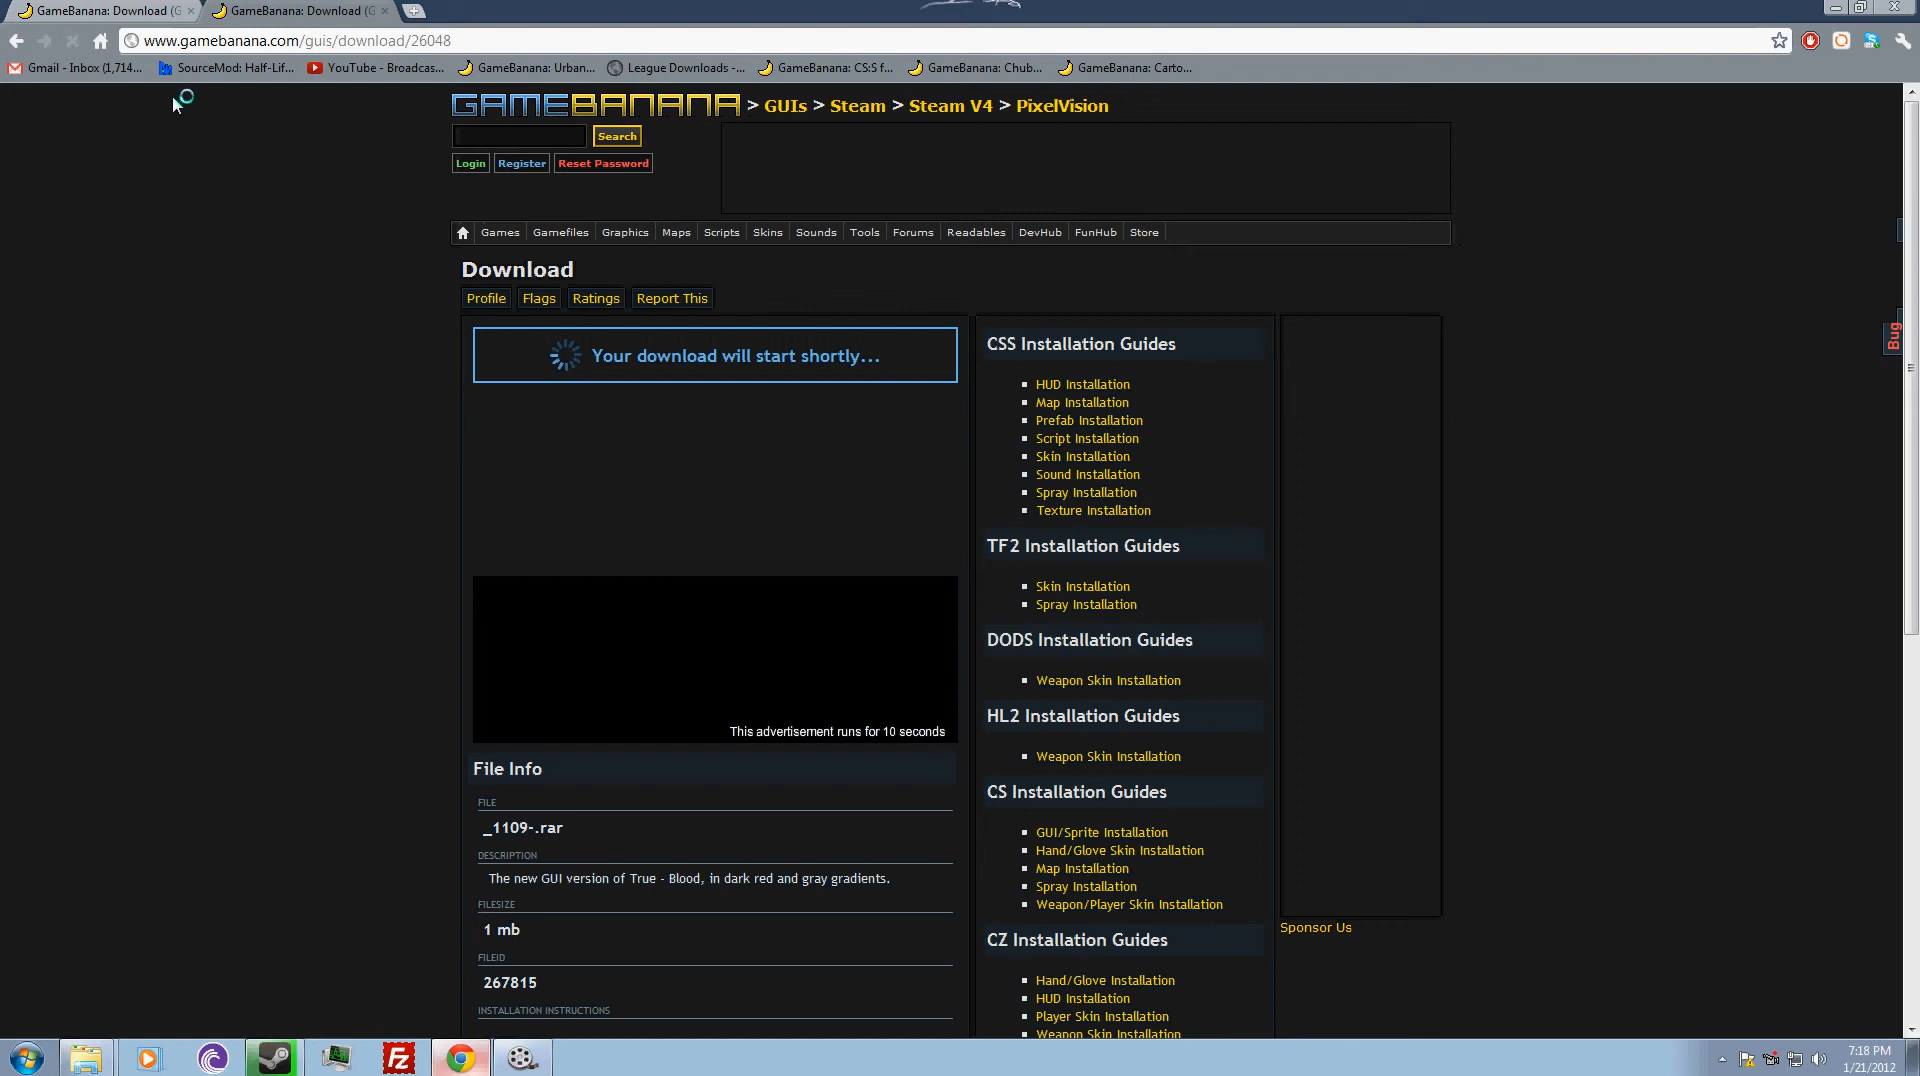 GameBanana: Download (G
GameBanana: Download (G
www.gamebanana.com/guis/download/26048
Gmail - Inbox (1,714...
SourceMod: Half-Lif...
YouTube - Broadcas...
GameBanana: Urban...
League Downloads -...
GameBanana: CS:S f...
GameBanana: Chub...
GameBanana: Carto...
GAMEBANANA > GUIs > Steam > Steam V4 > PixelVision
Search
Login Register Reset Password
Games Gamefiles Graphics Maps Scripts Skins Sounds Tools Forums Readables DevHub FunHub Store
Download
Profile Flags Ratings Report This
Your download will start shortly...
This advertisement runs for 10 seconds
File Info
FILE
_1109-.rar
DESCRIPTION
The new GUI version of True - Blood, in dark red and gray gradients.
FILESIZE
1 mb
FILEID
267815
INSTALLATION INSTRUCTIONS
CSS Installation Guides
HUD Installation
Map Installation
Prefab Installation
Script Installation
Skin Installation
Sound Installation
Spray Installation
Texture Installation
TF2 Installation Guides
Skin Installation
Spray Installation
DODS Installation Guides
Weapon Skin Installation
HL2 Installation Guides
Weapon Skin Installation
CS Installation Guides
GUI/Sprite Installation
Hand/Glove Skin Installation
Map Installation
Spray Installation
Weapon/Player Skin Installation
CZ Installation Guides
Hand/Glove Installation
HUD Installation
Player Skin Installation
Weapon Skin Installation
Sponsor Us
Bug
7:18 PM
1/21/2012